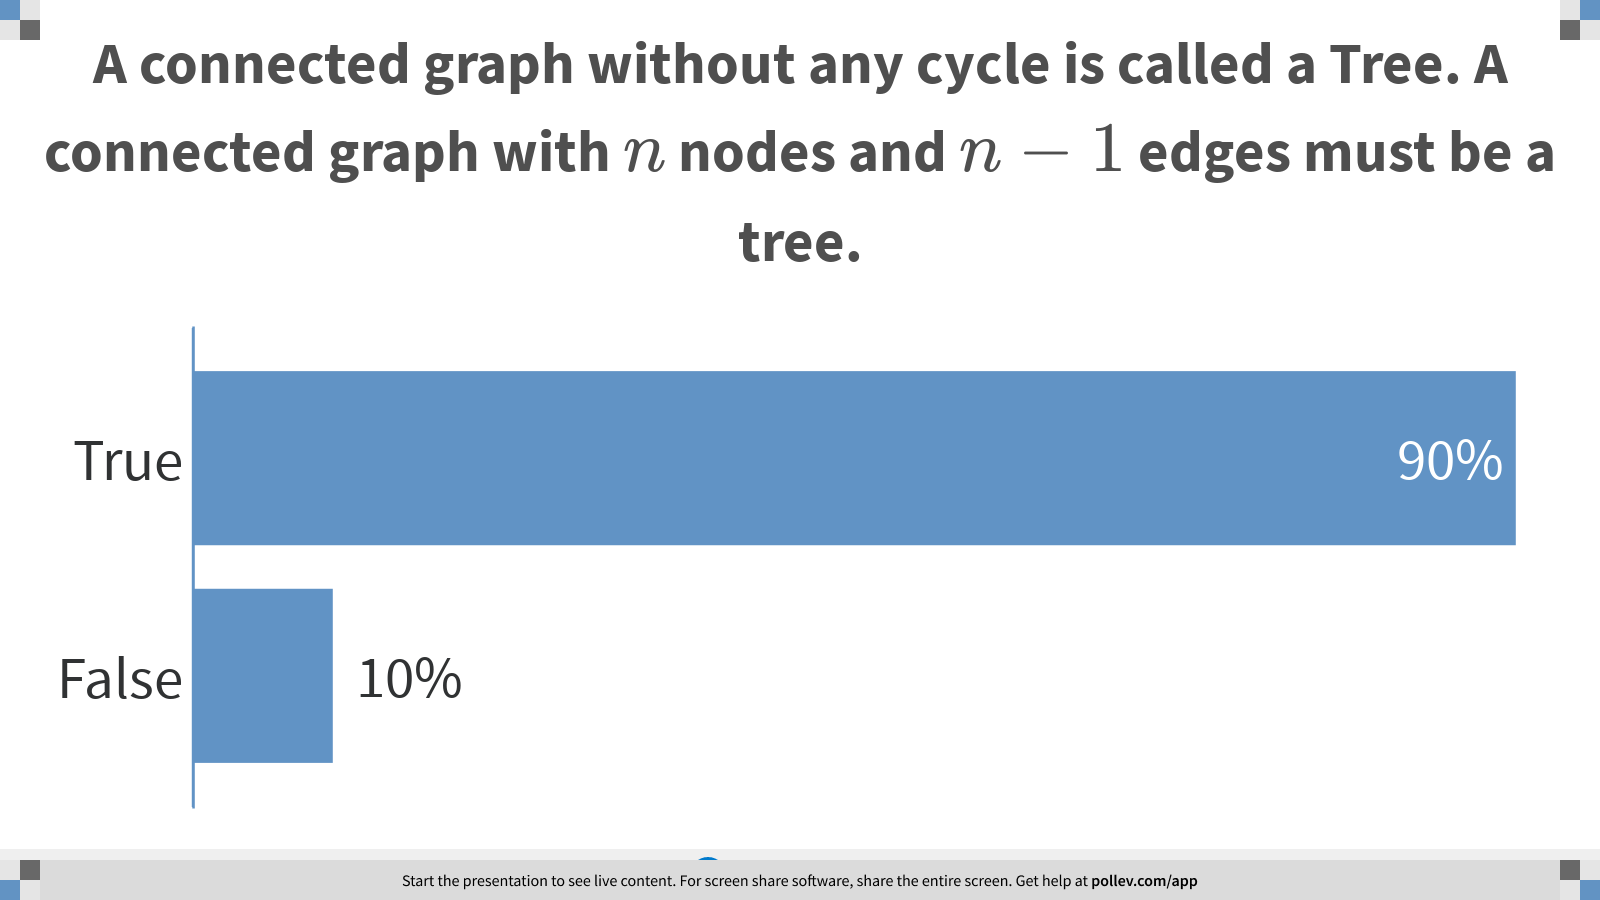 A connected graph without any cycle is called a Tree. A
connected graph with n nodes and n − 1 edges must be a
tree.
True
90%
False
10%
Start the presentation to see live content. For screen share software, share the entire screen. Get help at pollev.com/app